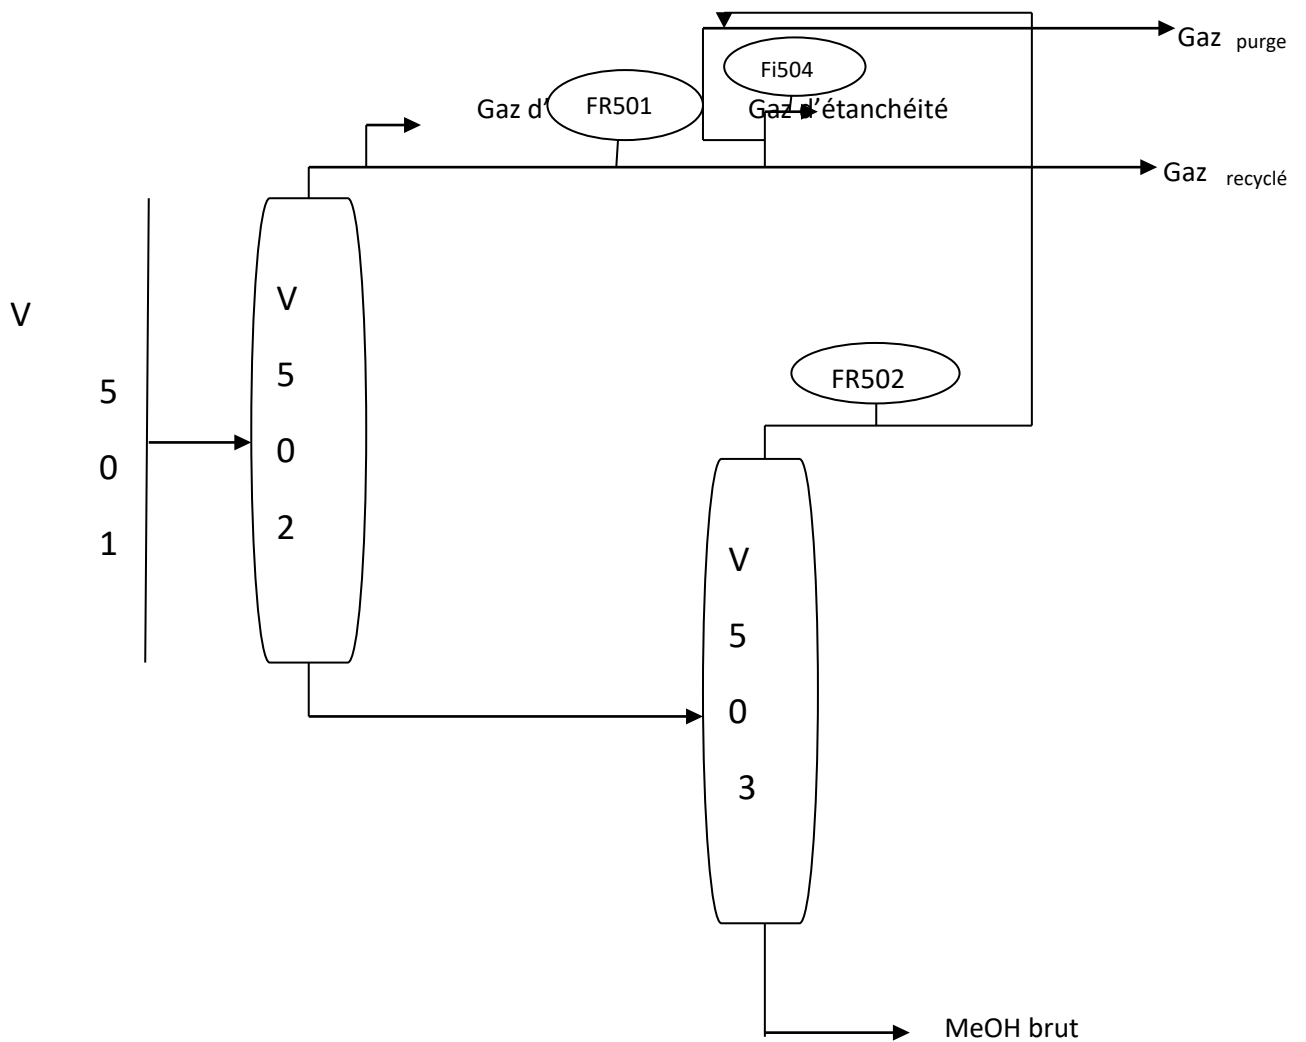 Gaz purge
Fi504
Gaz d'
FR501
Gaz d'étanchéité
Gaz recyclé
V
5
0
1
V
5
0
2
FR502
V
5
0
3
MeOH brut